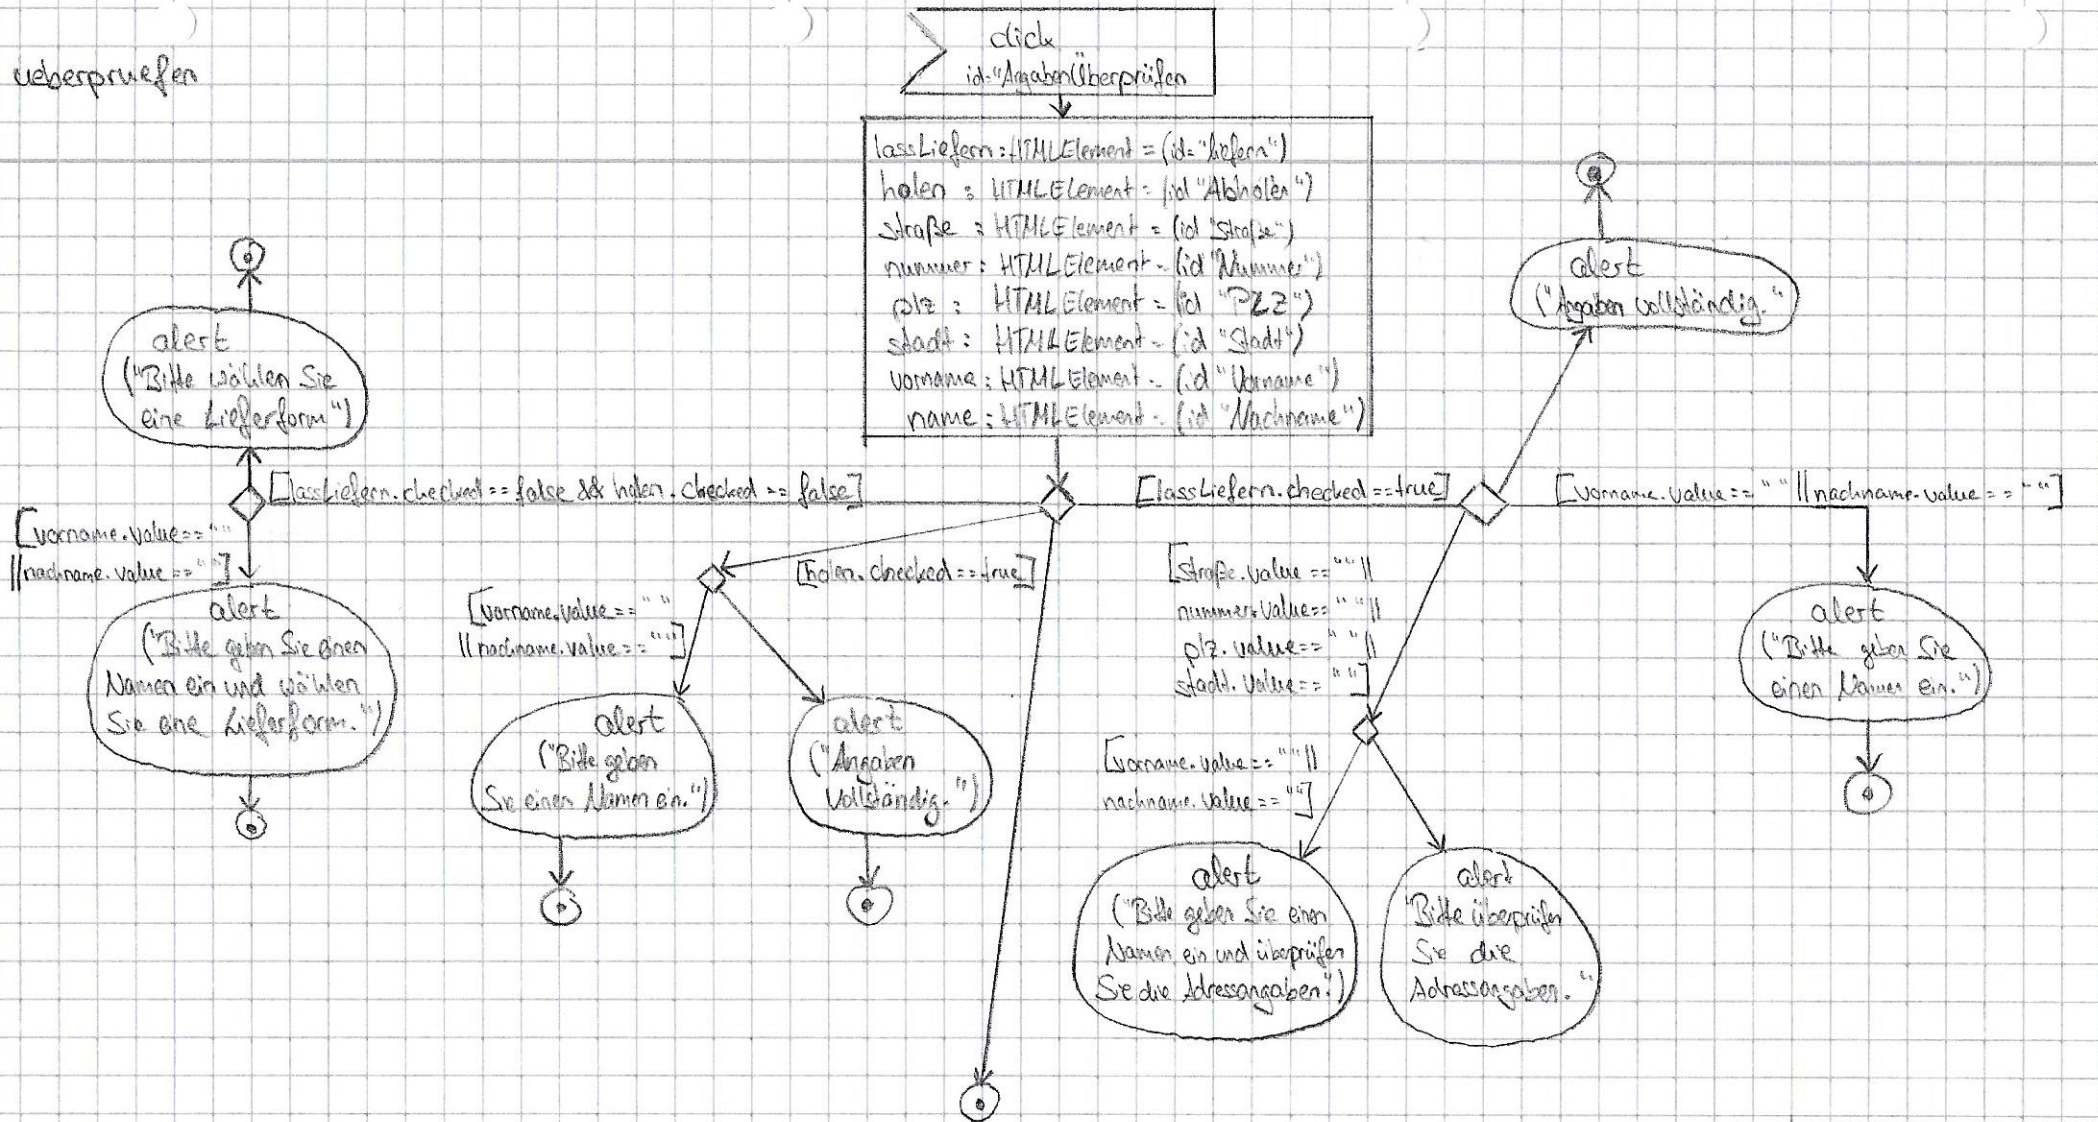 ueberpruefen
click
id="AngabenÜberprüfen
lassLiefern : HTMLElement = (id="liefern")
holen : HTMLElement = (id "Abholen")
straße : HTMLElement = (id "Straße")
nummer : HTMLElement = (id "Nummer")
plz : HTMLElement = (id "PLZ")
stadt : HTMLElement = (id "Stadt")
vorname : HTMLElement = (id "Vorname")
name : HTMLElement = (id "Nachname")
alert
("Angaben vollständig."
alert
("Bitte wählen Sie
eine Lieferform")
[lassLiefern.checked == false && holen.checked == false]
[lassLiefern.checked == true]
[vorname.value == " " || nachname.value == " "]
[vorname.value == " "
|| nachname.value == " "]
alert
("Bitte geben Sie einen
Namen ein und wählen
Sie eine Lieferform.")
[holen.checked == true]
[vorname.value == " "
|| nachname.value == " "]
alert
("Bitte geben
Sie einen Namen ein.")
alert
("Angaben
vollständig.")
[straße.value == " " ||
nummer.value == " " ||
plz.value == " " ||
stadt.value == " "]
[vorname.value == " " ||
nachname.value == " "]
alert
("Bitte geben Sie einen
Namen ein und überprüfen
Sie die Adressangaben.")
alert
"Bitte überprüfen
Sie die
Adressangaben."
alert
("Bitte geben Sie
einen Namen ein.")